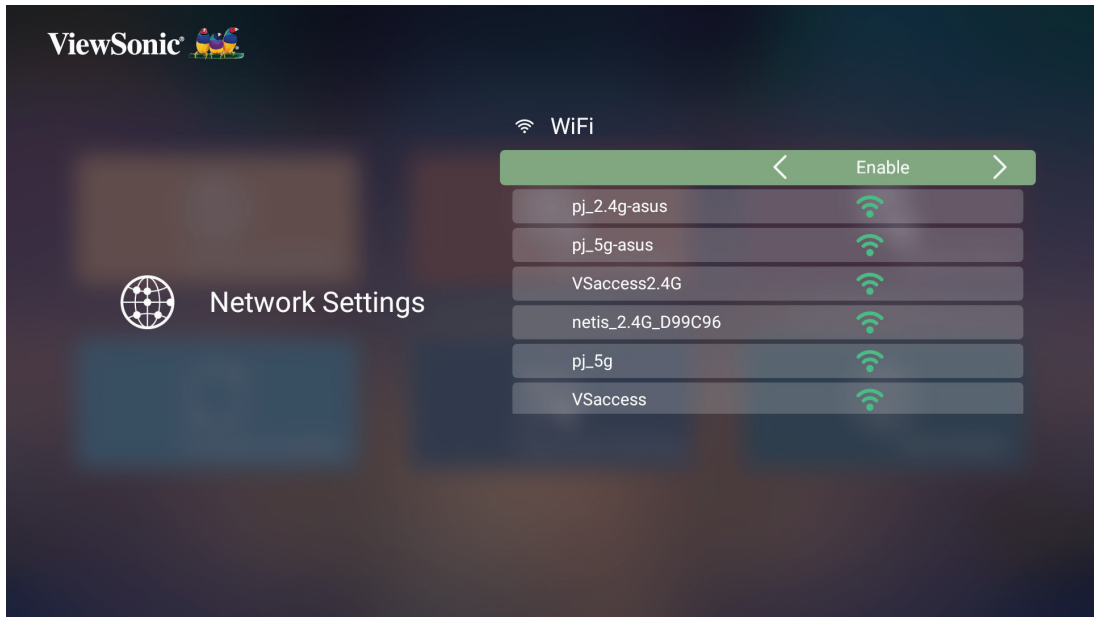 ViewSonic®
WiFi
Enable
pj_2.4g-asus
pj_5g-asus
VSaccess2.4G
Network Settings
netis_2.4G_D99C96
pj_5g
VSaccess